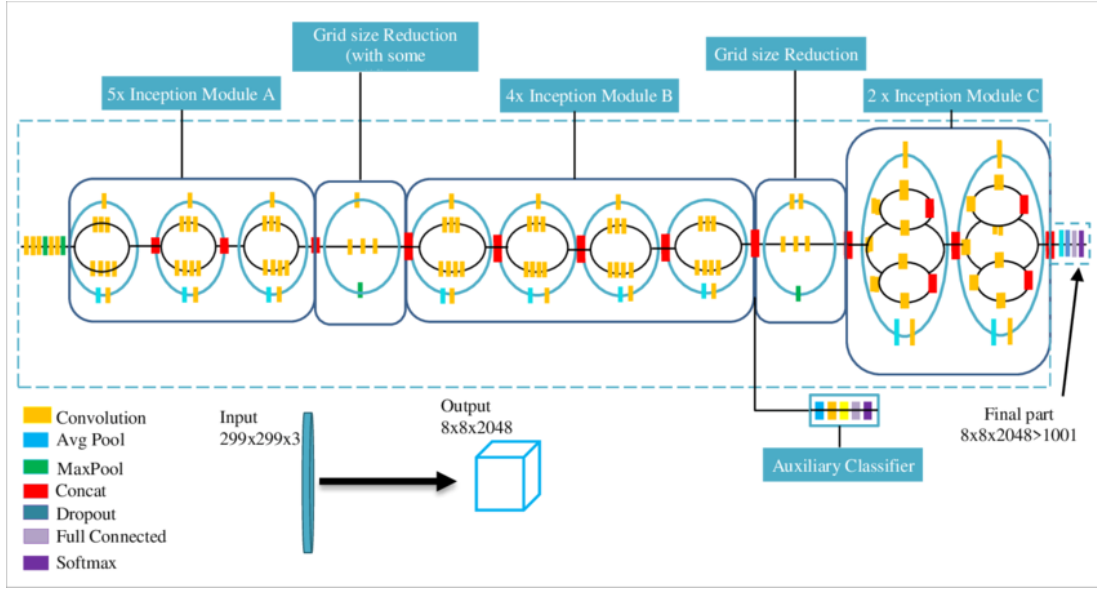 Grid size Reduction
(with some
Grid size Reduction
5x Inception Module A
4x Inception Module B
2 x Inception Module C
Convolution
Avg Pool
MaxPool
Concat
Dropout
Full Connected
Softmax
Input
299x299x3
Output
8x8x2048
Auxiliary Classifier
Final part
8x8x2048>1001